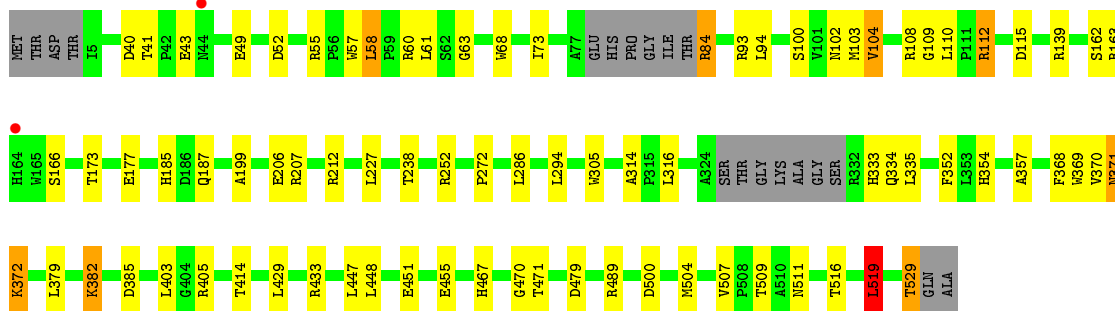 MET THR ASP THR I5 D40 T41 P42 E43 N44 E49 D52 R55 P56 W57 L58 P59 R60 L61 S62 G63 W68 I73 A77 GLU HIS PRO GLY ILE THR R84 R93 L94 S100 V101 N102 M103 V104 R108 G109 L110 P111 R112 D115 R139 S162 R163
H164 W165 S166 T173 E177 H185 D186 Q187 A199 E206 R207 R212 L227 T238 R252 P272 L286 L294 W305 A314 P315 L316 A324 SER THR GLY LYS ALA GLY SER R332 H333 Q334 L335 F352 L353 H354 A357 F368 W369 V370 N371
K372 L379 K382 D385 L403 G404 R405 T414 L429 R433 L447 L448 E451 E455 H467 G470 T471 D479 R489 D500 M504 V507 P508 T509 A510 N511 T516 L519 T529 GLN ALA